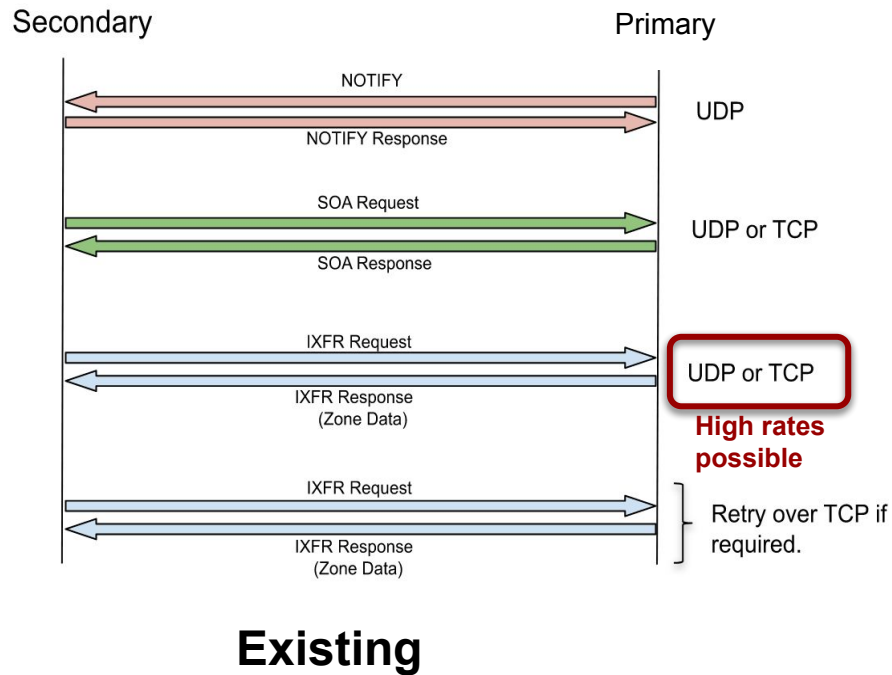 Secondary
Primary
NOTIFY
UDP
NOTIFY Response
SOA Request
UDP or TCP
SOA Response
IXFR Request
UDP or TCP
IXFR Response
(Zone Data)
High rates
possible
IXFR Request
Retry over TCP if
required.
IXFR Response
(Zone Data)
Existing